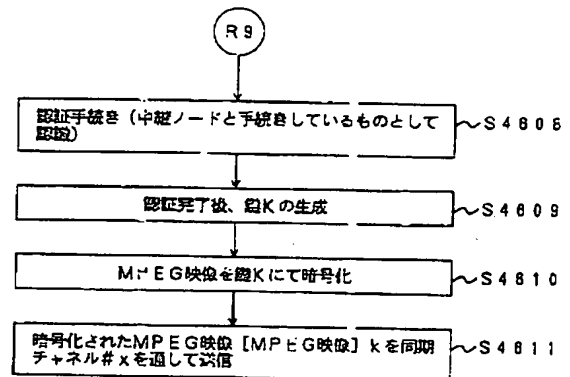 R9
認証手続き（中継ノードと手続きしているものとして
認識）
S4608
認証完了後、鍵Kの生成
S4609
MPEG映像を鍵Kにて暗号化
S4610
暗号化されたMPEG映像［MPEG映像］kを同期
チャネル#xを通して送信
S4611